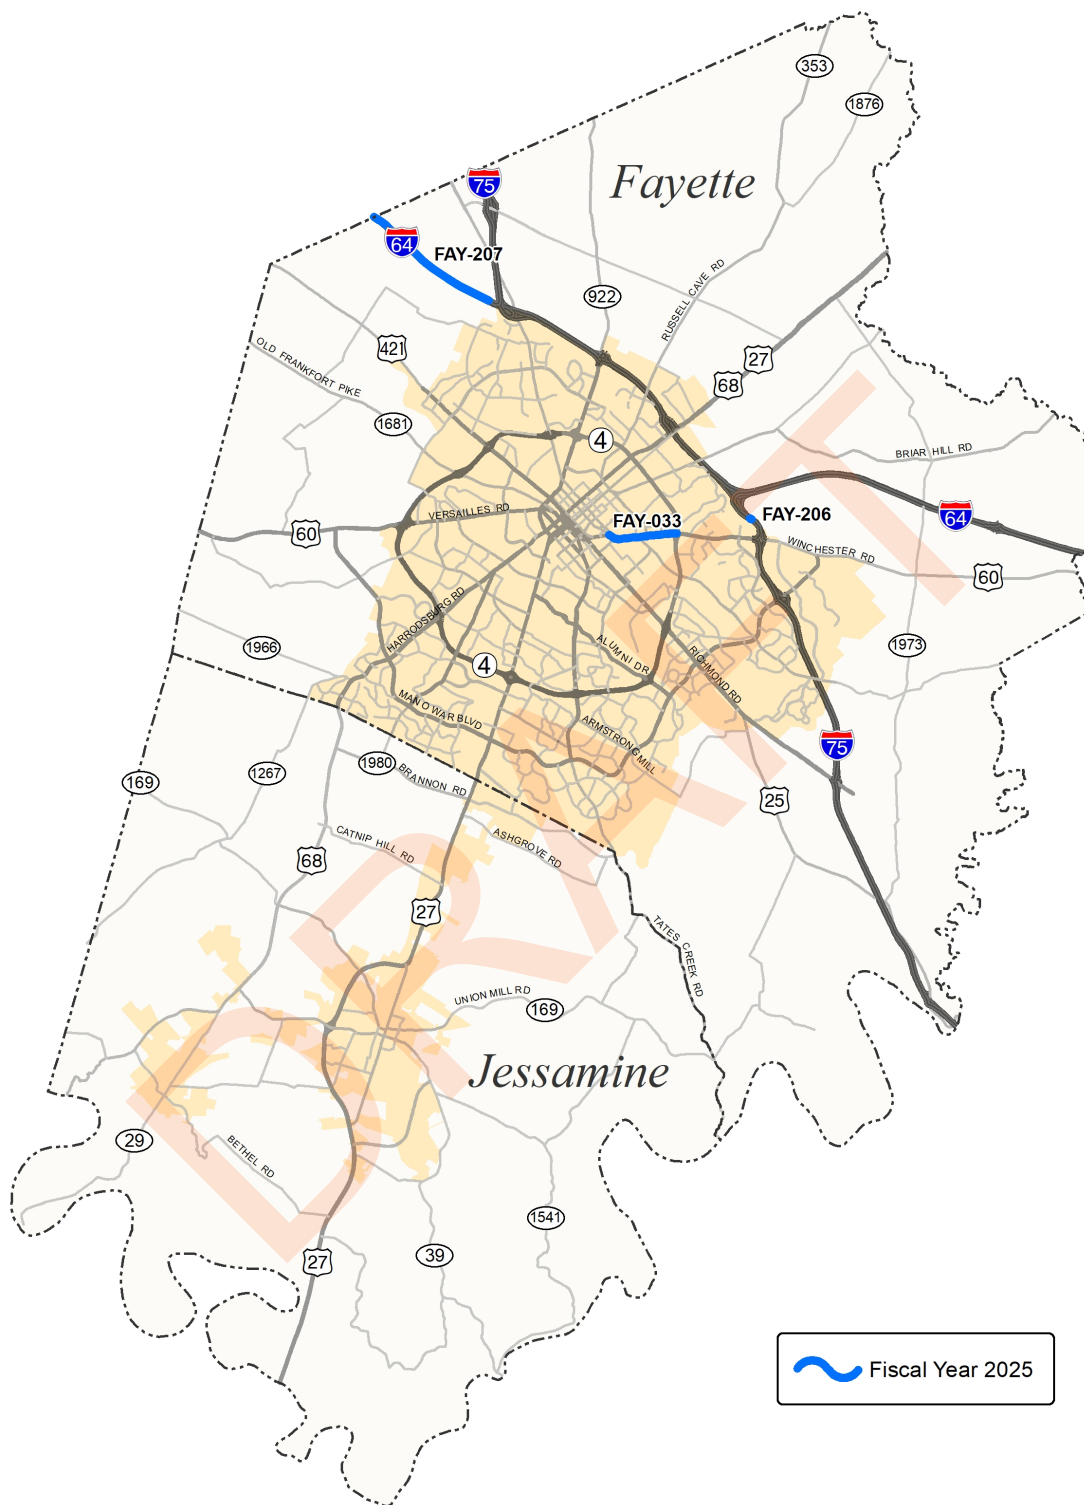 353
1876
Fayette
75
64
FAY-207
922
RUSSELL CAVE RD
421
27
OLD FRANKFORT PIKE
68
1681
4
BRIAR HILL RD
VERSAILLES RD
FAY-033
FAY-206
64
60
WINCHESTER RD
60
HARRODSBURG RD
1966
ALUMNI DR
1973
4
RICHMOND RD
MAN O WAR BLVD
ARMSTRONG MILL
75
1980
BRANNON RD
1267
169
25
CATNIP HILL RD
ASHGROVE RD
68
27
TATES CREEK RD
UNION MILL RD
169
Jessamine
29
BETHEL RD
1541
39
27
DRAFT
Fiscal Year 2025